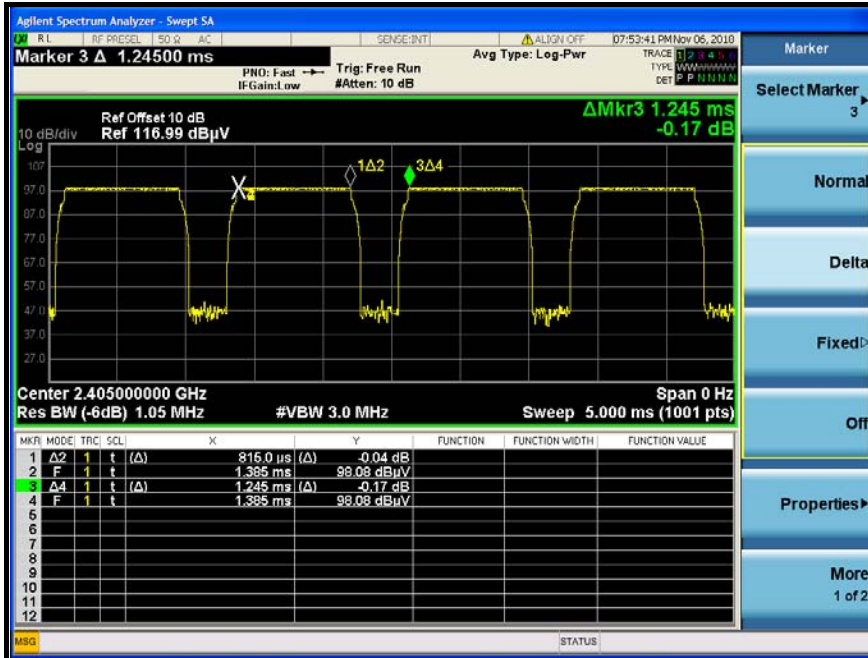 Agilent Spectrum Analyzer - Swept SA
RL RF PRESEL 50 Ω AC SENSE:INT ALIGN OFF 07:53:41 PM Nov 06, 2018
Marker 3 Δ 1.24500 ms
PNO: Fast
IFGain:Low
Trig: Free Run
#Atten: 10 dB
Avg Type: Log-Pwr
TRACE 1 2 3 4 5 6
TYPE WWWWWW
DET P P N N N N
Ref Offset 10 dB
10 dB/div Ref 116.99 dBµV
Log
ΔMkr3 1.245 ms
-0.17 dB
1Δ2 3Δ4
107
97.0
87.0
77.0
67.0
57.0
47.0
37.0
27.0
Center 2.405000000 GHz Span 0 Hz
Res BW (-6dB) 1.05 MHz #VBW 3.0 MHz Sweep 5.000 ms (1001 pts)
MKR MODE TRC SCL X Y FUNCTION FUNCTION WIDTH FUNCTION VALUE
1 Δ2 1 t (Δ) 815.0 µs (Δ) -0.04 dB
2 F 1 t 1.385 ms 98.08 dBµV
3 Δ4 1 t (Δ) 1.245 ms (Δ) -0.17 dB
4 F 1 t 1.385 ms 98.08 dBµV
5
6
7
8
9
10
11
12
MSG STATUS
Marker
Select Marker
3
Normal
Delta
Fixed
Off
Properties
More
1 of 2